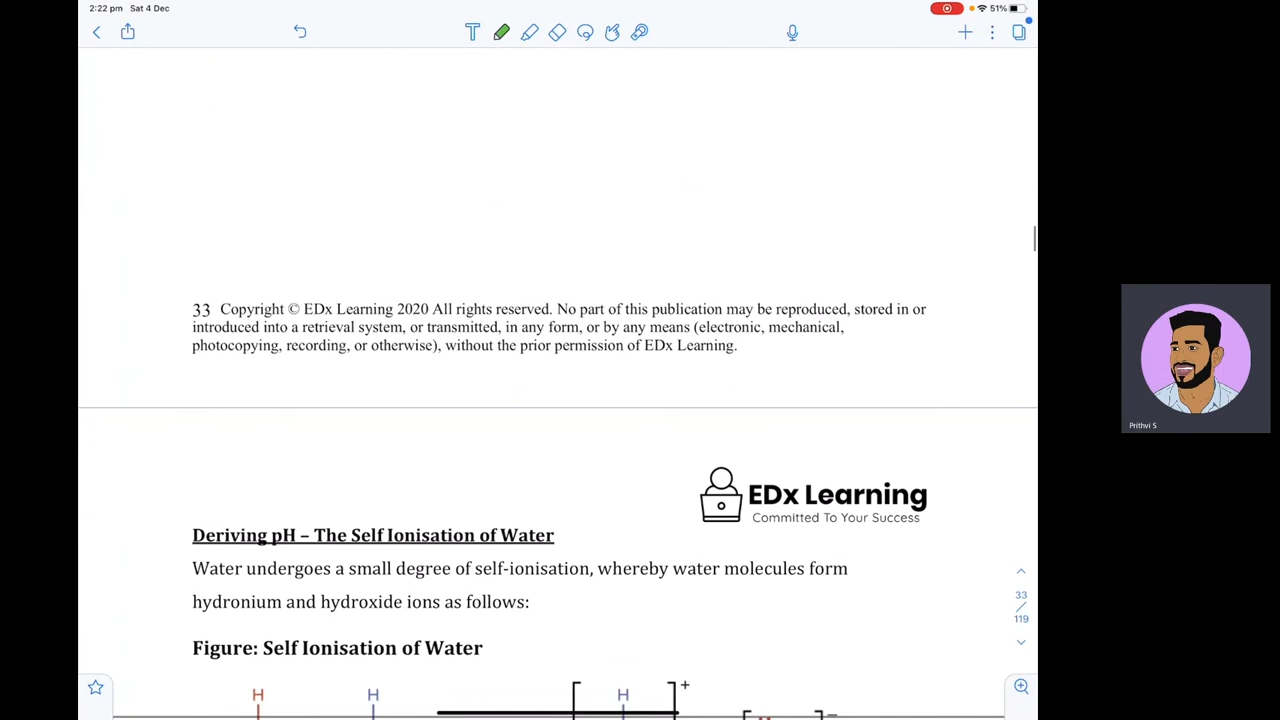 2:22 pm Sat 4 Dec
51%
T
33 Copyright © EDx Learning 2020 All rights reserved. No part of this publication may be reproduced, stored in or
introduced into a retrieval system, or transmitted, in any form, or by any means (electronic, mechanical,
photocopying, recording, or otherwise), without the prior permission of EDx Learning.
Prithvi S
EDx Learning
Committed To Your Success
Deriving pH – The Self Ionisation of Water
Water undergoes a small degree of self-ionisation, whereby water molecules form
hydronium and hydroxide ions as follows:
33
/
119
Figure: Self Ionisation of Water
H H [ H ]+